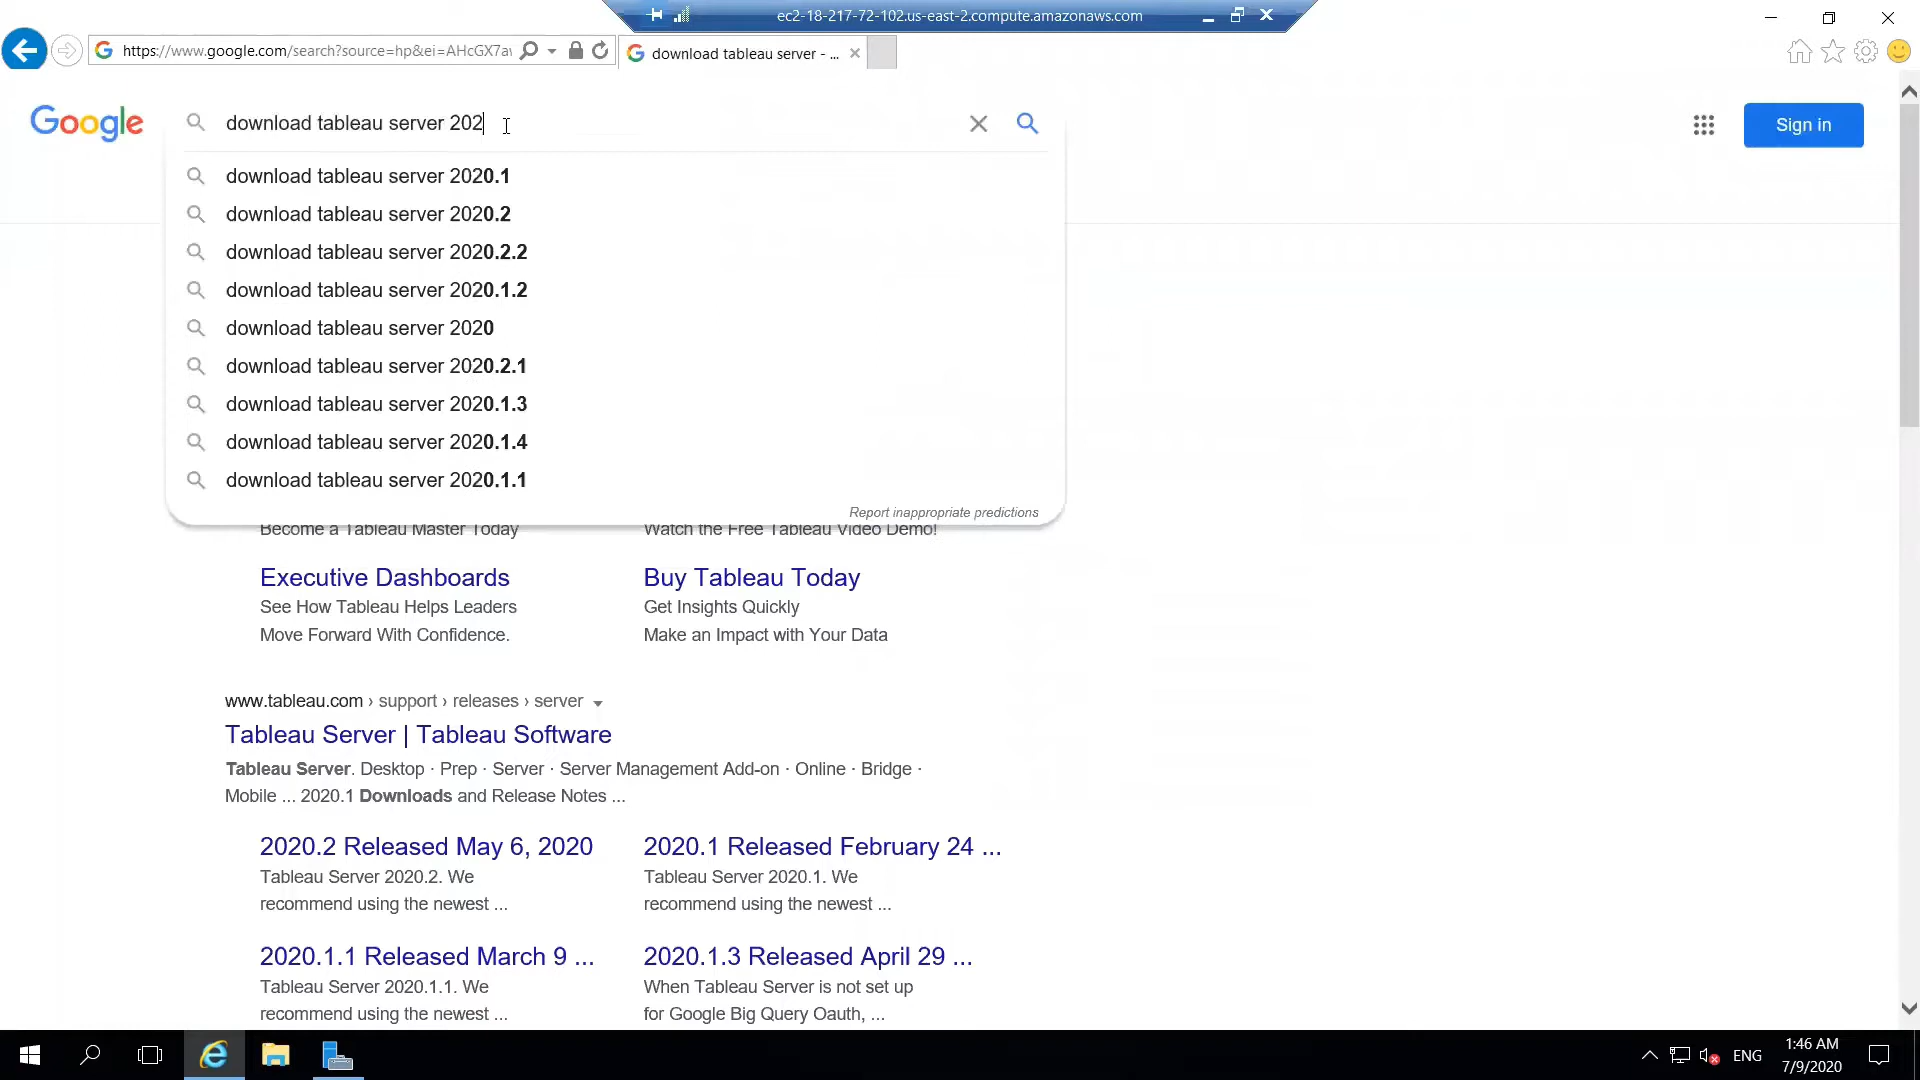 ec2-18-217-72-102.us-east-2.compute.amazonaws.com
https://www.google.com/search?source=hp&ei=AHcGX7a
download tableau server - ...
Google
download tableau server 202
Sign in
download tableau server 2020.1
download tableau server 2020.2
download tableau server 2020.2.2
download tableau server 2020.1.2
download tableau server 2020
download tableau server 2020.2.1
download tableau server 2020.1.3
download tableau server 2020.1.4
download tableau server 2020.1.1
Report inappropriate predictions
Become a Tableau Master Today
Watch the Free Tableau Video Demo!
Executive Dashboards
See How Tableau Helps Leaders
Move Forward With Confidence.
Buy Tableau Today
Get Insights Quickly
Make an Impact with Your Data
www.tableau.com › support › releases › server
Tableau Server | Tableau Software
Tableau Server. Desktop · Prep · Server · Server Management Add-on · Online · Bridge ·
Mobile ... 2020.1 Downloads and Release Notes ...
2020.2 Released May 6, 2020
Tableau Server 2020.2. We
recommend using the newest ...
2020.1 Released February 24 ...
Tableau Server 2020.1. We
recommend using the newest ...
2020.1.1 Released March 9 ...
Tableau Server 2020.1.1. We
recommend using the newest ...
2020.1.3 Released April 29 ...
When Tableau Server is not set up
for Google Big Query Oauth, ...
ENG
1:46 AM
7/9/2020